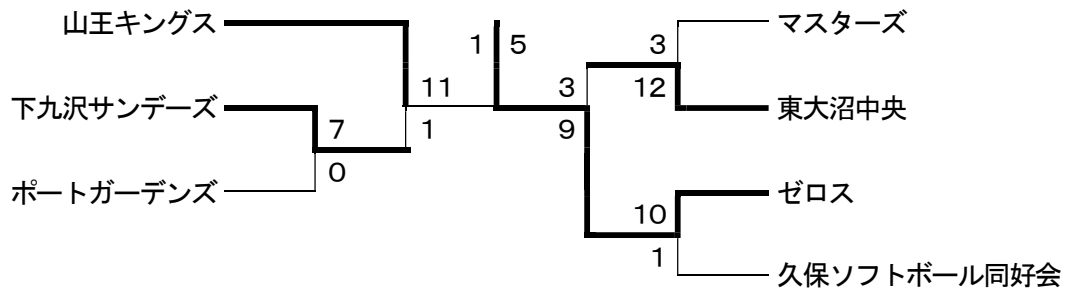 山王キングス
下九沢サンデーズ
ポートガーデンズ
7
0
11
1
1 5
3
9
3
12
10
1
マスターズ
東大沼中央
ゼロス
久保ソフトボール同好会